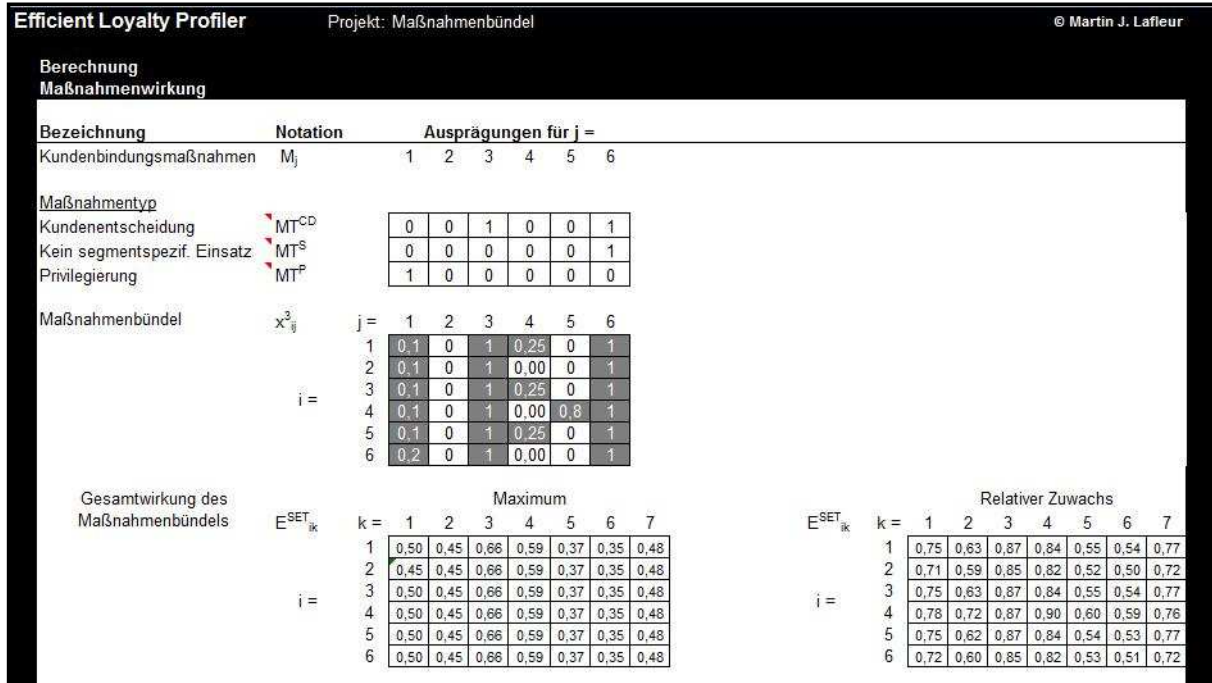 Efficient Loyalty Profiler Projekt: Maßnahmenbündel © Martin J. Lafleur
Berechnung
Maßnahmenwirkung
Bezeichnung Notation Ausprägungen für j =
Kundenbindungsmaßnahmen Mj 1 2 3 4 5 6
Maßnahmentyp
Kundenentscheidung MT^CD 0 0 1 0 0 1
Kein segmentspezif. Einsatz MT^S 0 0 0 0 0 1
Privilegierung MT^P 1 0 0 0 0 0
Maßnahmenbündel x³ij j = 1 2 3 4 5 6
1 0,1 0 1 0,25 0 1
2 0,1 0 1 0,00 0 1
3 0,1 0 1 0,25 0 1
i =
4 0,1 0 1 0,00 0,8 1
5 0,1 0 1 0,25 0 1
6 0,2 0 1 0,00 0 1
Gesamtwirkung des Maximum Relativer Zuwachs
Maßnahmenbündels E^SET ik k = 1 2 3 4 5 6 7 E^SET ik k = 1 2 3 4 5 6 7
1 0,50 0,45 0,66 0,59 0,37 0,35 0,48 1 0,75 0,63 0,87 0,84 0,55 0,54 0,77
2 0,45 0,45 0,66 0,59 0,37 0,35 0,48 2 0,71 0,59 0,85 0,82 0,52 0,50 0,72
3 0,50 0,45 0,66 0,59 0,37 0,35 0,48 3 0,75 0,63 0,87 0,84 0,55 0,54 0,77
i = i =
4 0,50 0,45 0,66 0,59 0,37 0,35 0,48 4 0,78 0,72 0,87 0,90 0,60 0,59 0,76
5 0,50 0,45 0,66 0,59 0,37 0,35 0,48 5 0,75 0,62 0,87 0,84 0,54 0,53 0,77
6 0,50 0,45 0,66 0,59 0,37 0,35 0,48 6 0,72 0,60 0,85 0,82 0,53 0,51 0,72